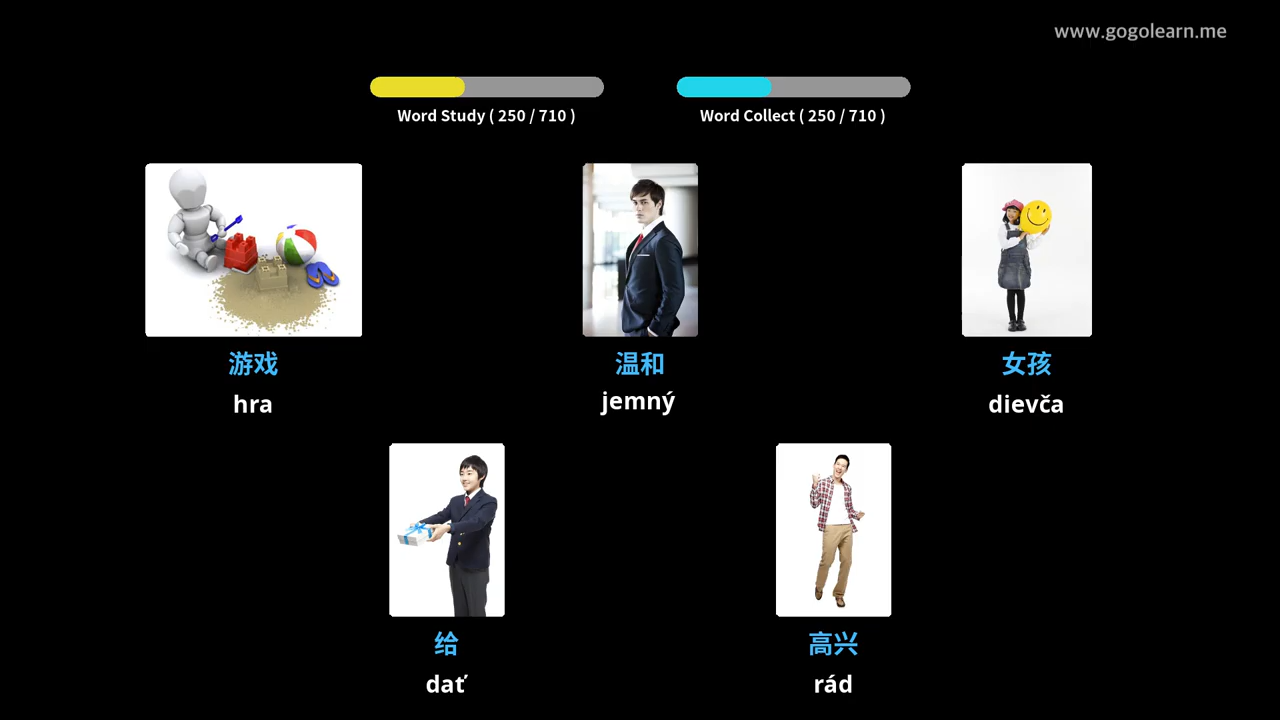 www.gogolearn.me
Word Study ( 250 / 710 )
Word Collect ( 250 / 710 )
游戏
hra
温和
jemný
女孩
dievča
给
dať
高兴
rád